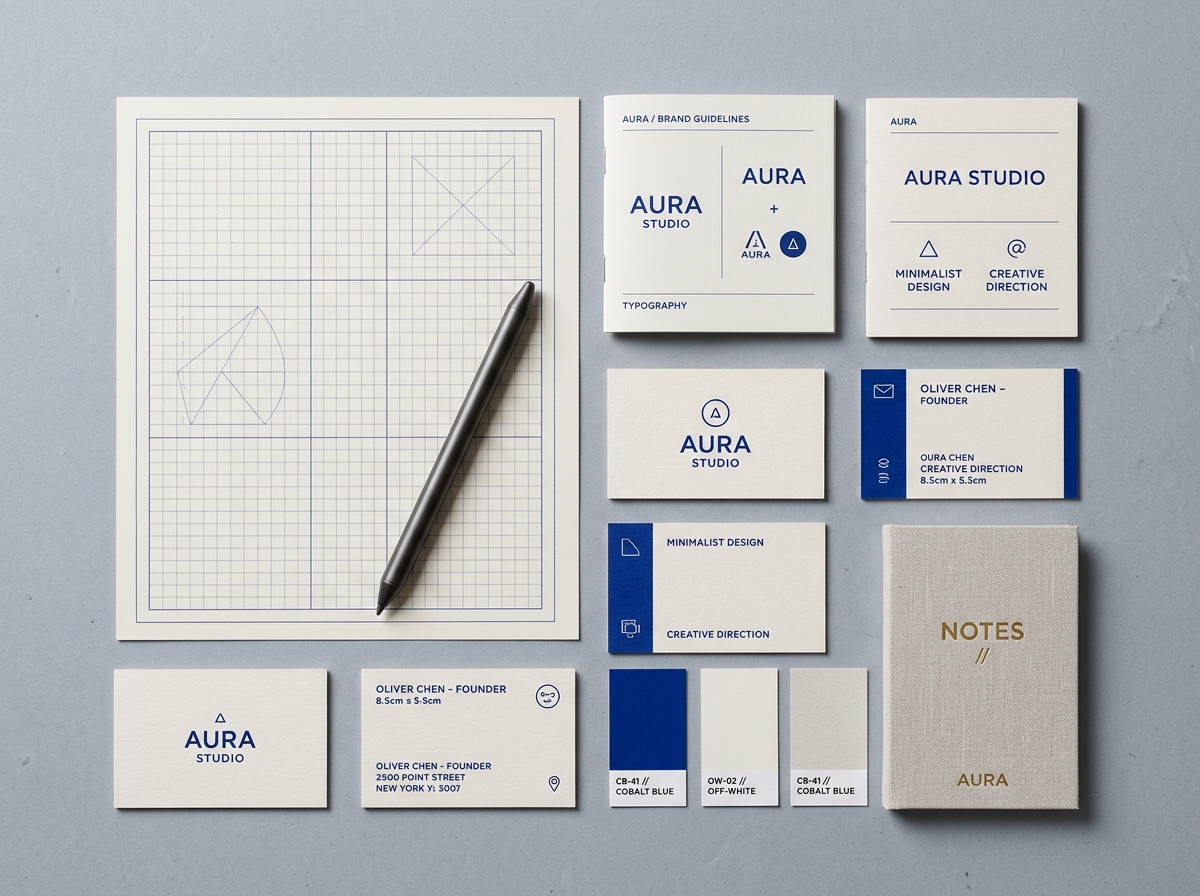 AURA / BRAND GUIDELINES
AURA
STUDIO
AURA
+
AURA
TYPOGRAPHY
AURA
AURA STUDIO
MINIMALIST
DESIGN
@
CREATIVE
DIRECTION
AURA
STUDIO
OLIVER CHEN –
FOUNDER
OURA CHEN
CREATIVE DIRECTION
8.5cm x 5.5cm
MINIMALIST DESIGN
CREATIVE DIRECTION
NOTES
//
AURA
AURA
STUDIO
OLIVER CHEN – FOUNDER
8.5cm s 5-5cm
OLIVER CHEN - FOUNDER
2500 POINT STREET
NEW YORK Y: 3007
CB-41 //
COBALT BLUE
OW-02 //
OFF-WHITE
CB-41 //
COBALT BLUE